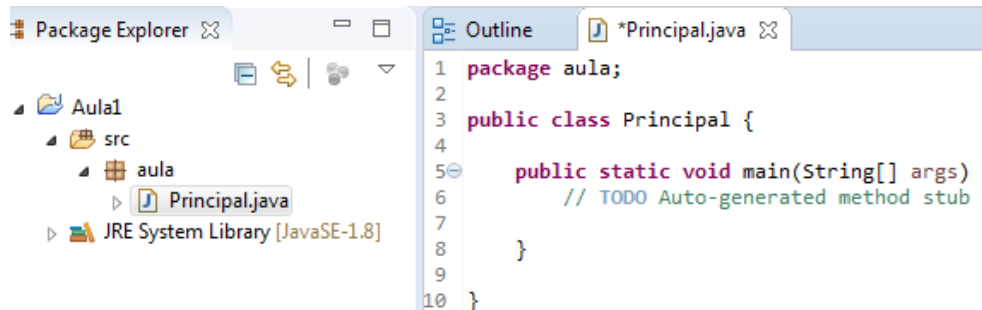 Package Explorer
Aula1
src
aula
Principal.java
JRE System Library [JavaSE-1.8]
Outline
*Principal.java
1 package aula;
2
3 public class Principal {
4
5 public static void main(String[] args)
6 // TODO Auto-generated method stub
7
8 }
9
10 }